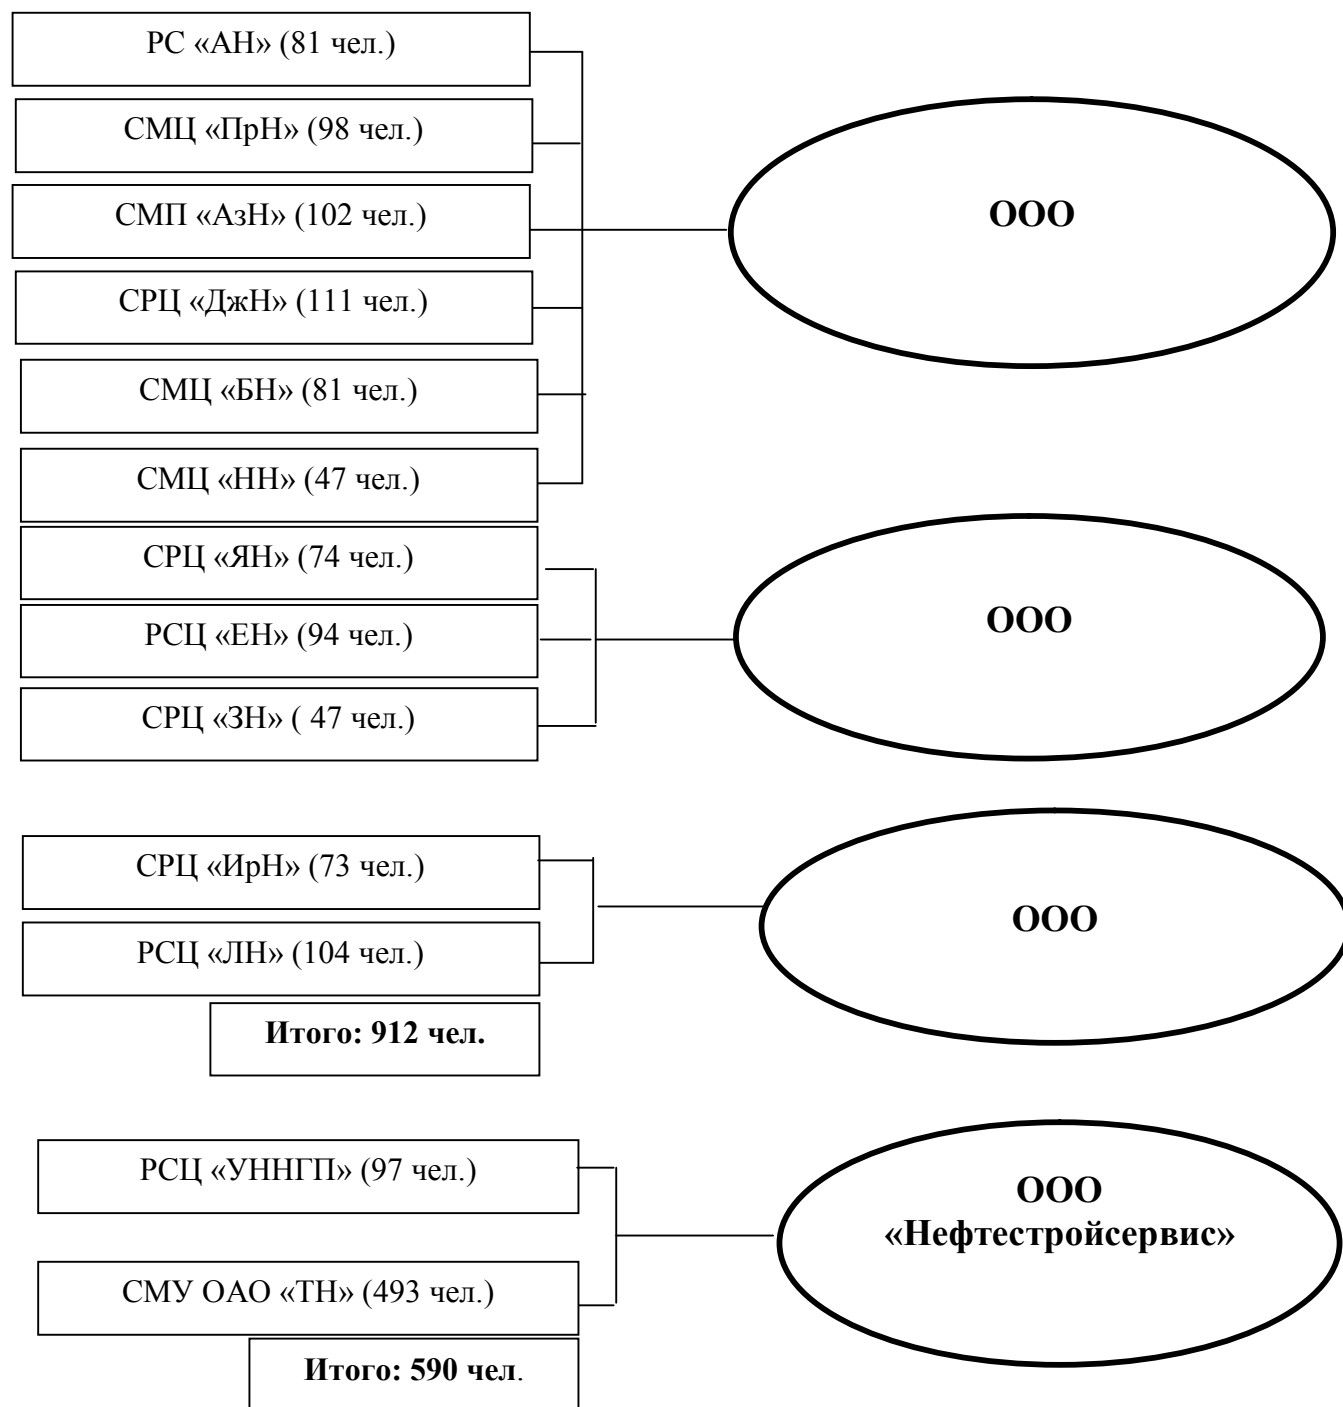 РС «АН» (81 чел.)
СМЦ «ПрН» (98 чел.)
СМП «АзН» (102 чел.)
ООО
СРЦ «ДжН» (111 чел.)
СМЦ «БН» (81 чел.)
СМЦ «НН» (47 чел.)
СРЦ «ЯН» (74 чел.)
РСЦ «ЕН» (94 чел.)
ООО
СРЦ «ЗН» ( 47 чел.)
СРЦ «ИрН» (73 чел.)
РСЦ «ЛН» (104 чел.)
ООО
Итого: 912 чел.
РСЦ «УННГП» (97 чел.)
СМУ ОАО «ТН» (493 чел.)
ООО
«Нефтестройсервис»
Итого: 590 чел.